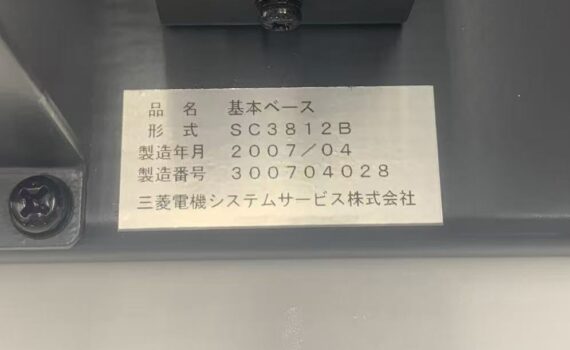 品名 基本ベース
形式 SC3812B
製造年月 2007/04
製造番号 300704028
三菱電機システムサービス株式会社